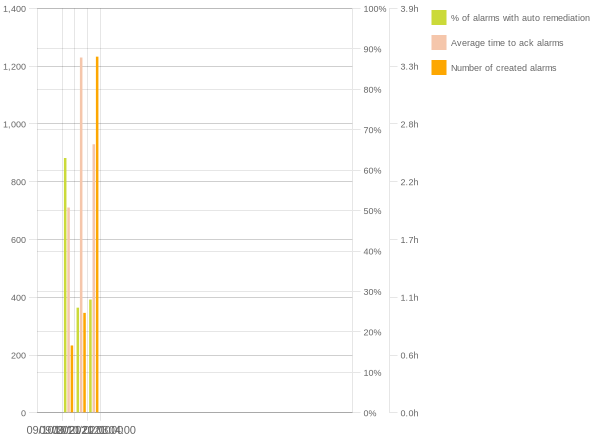 1,400
1,200
1,000
800
600
400
200
0
100%
90%
80%
70%
60%
50%
40%
30%
20%
10%
0%
3.9h
3.3h
2.8h
2.2h
1.7h
1.1h
0.6h
0.0h
% of alarms with auto remediation
Average time to ack alarms
Number of created alarms